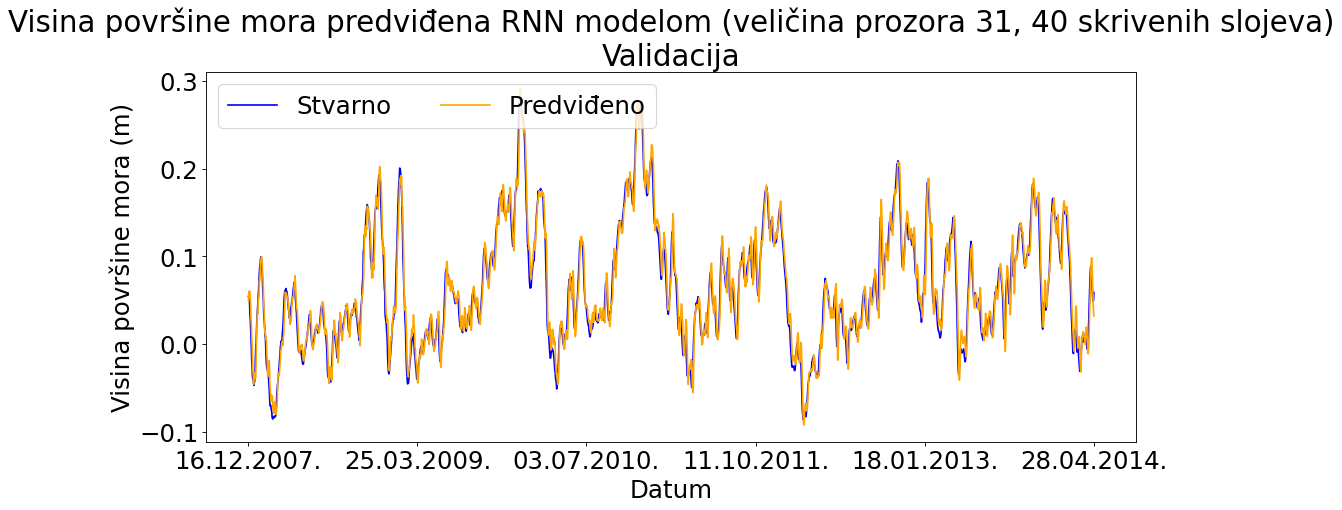 Visina površine mora predviđena RNN modelom (veličina prozora 31, 40 skrivenih slojeva)
Validacija
Stvarno Predviđeno
Visina površine mora (m)
0.3
0.2
0.1
0.0
−0.1
16.12.2007. 25.03.2009. 03.07.2010. 11.10.2011. 18.01.2013. 28.04.2014.
Datum